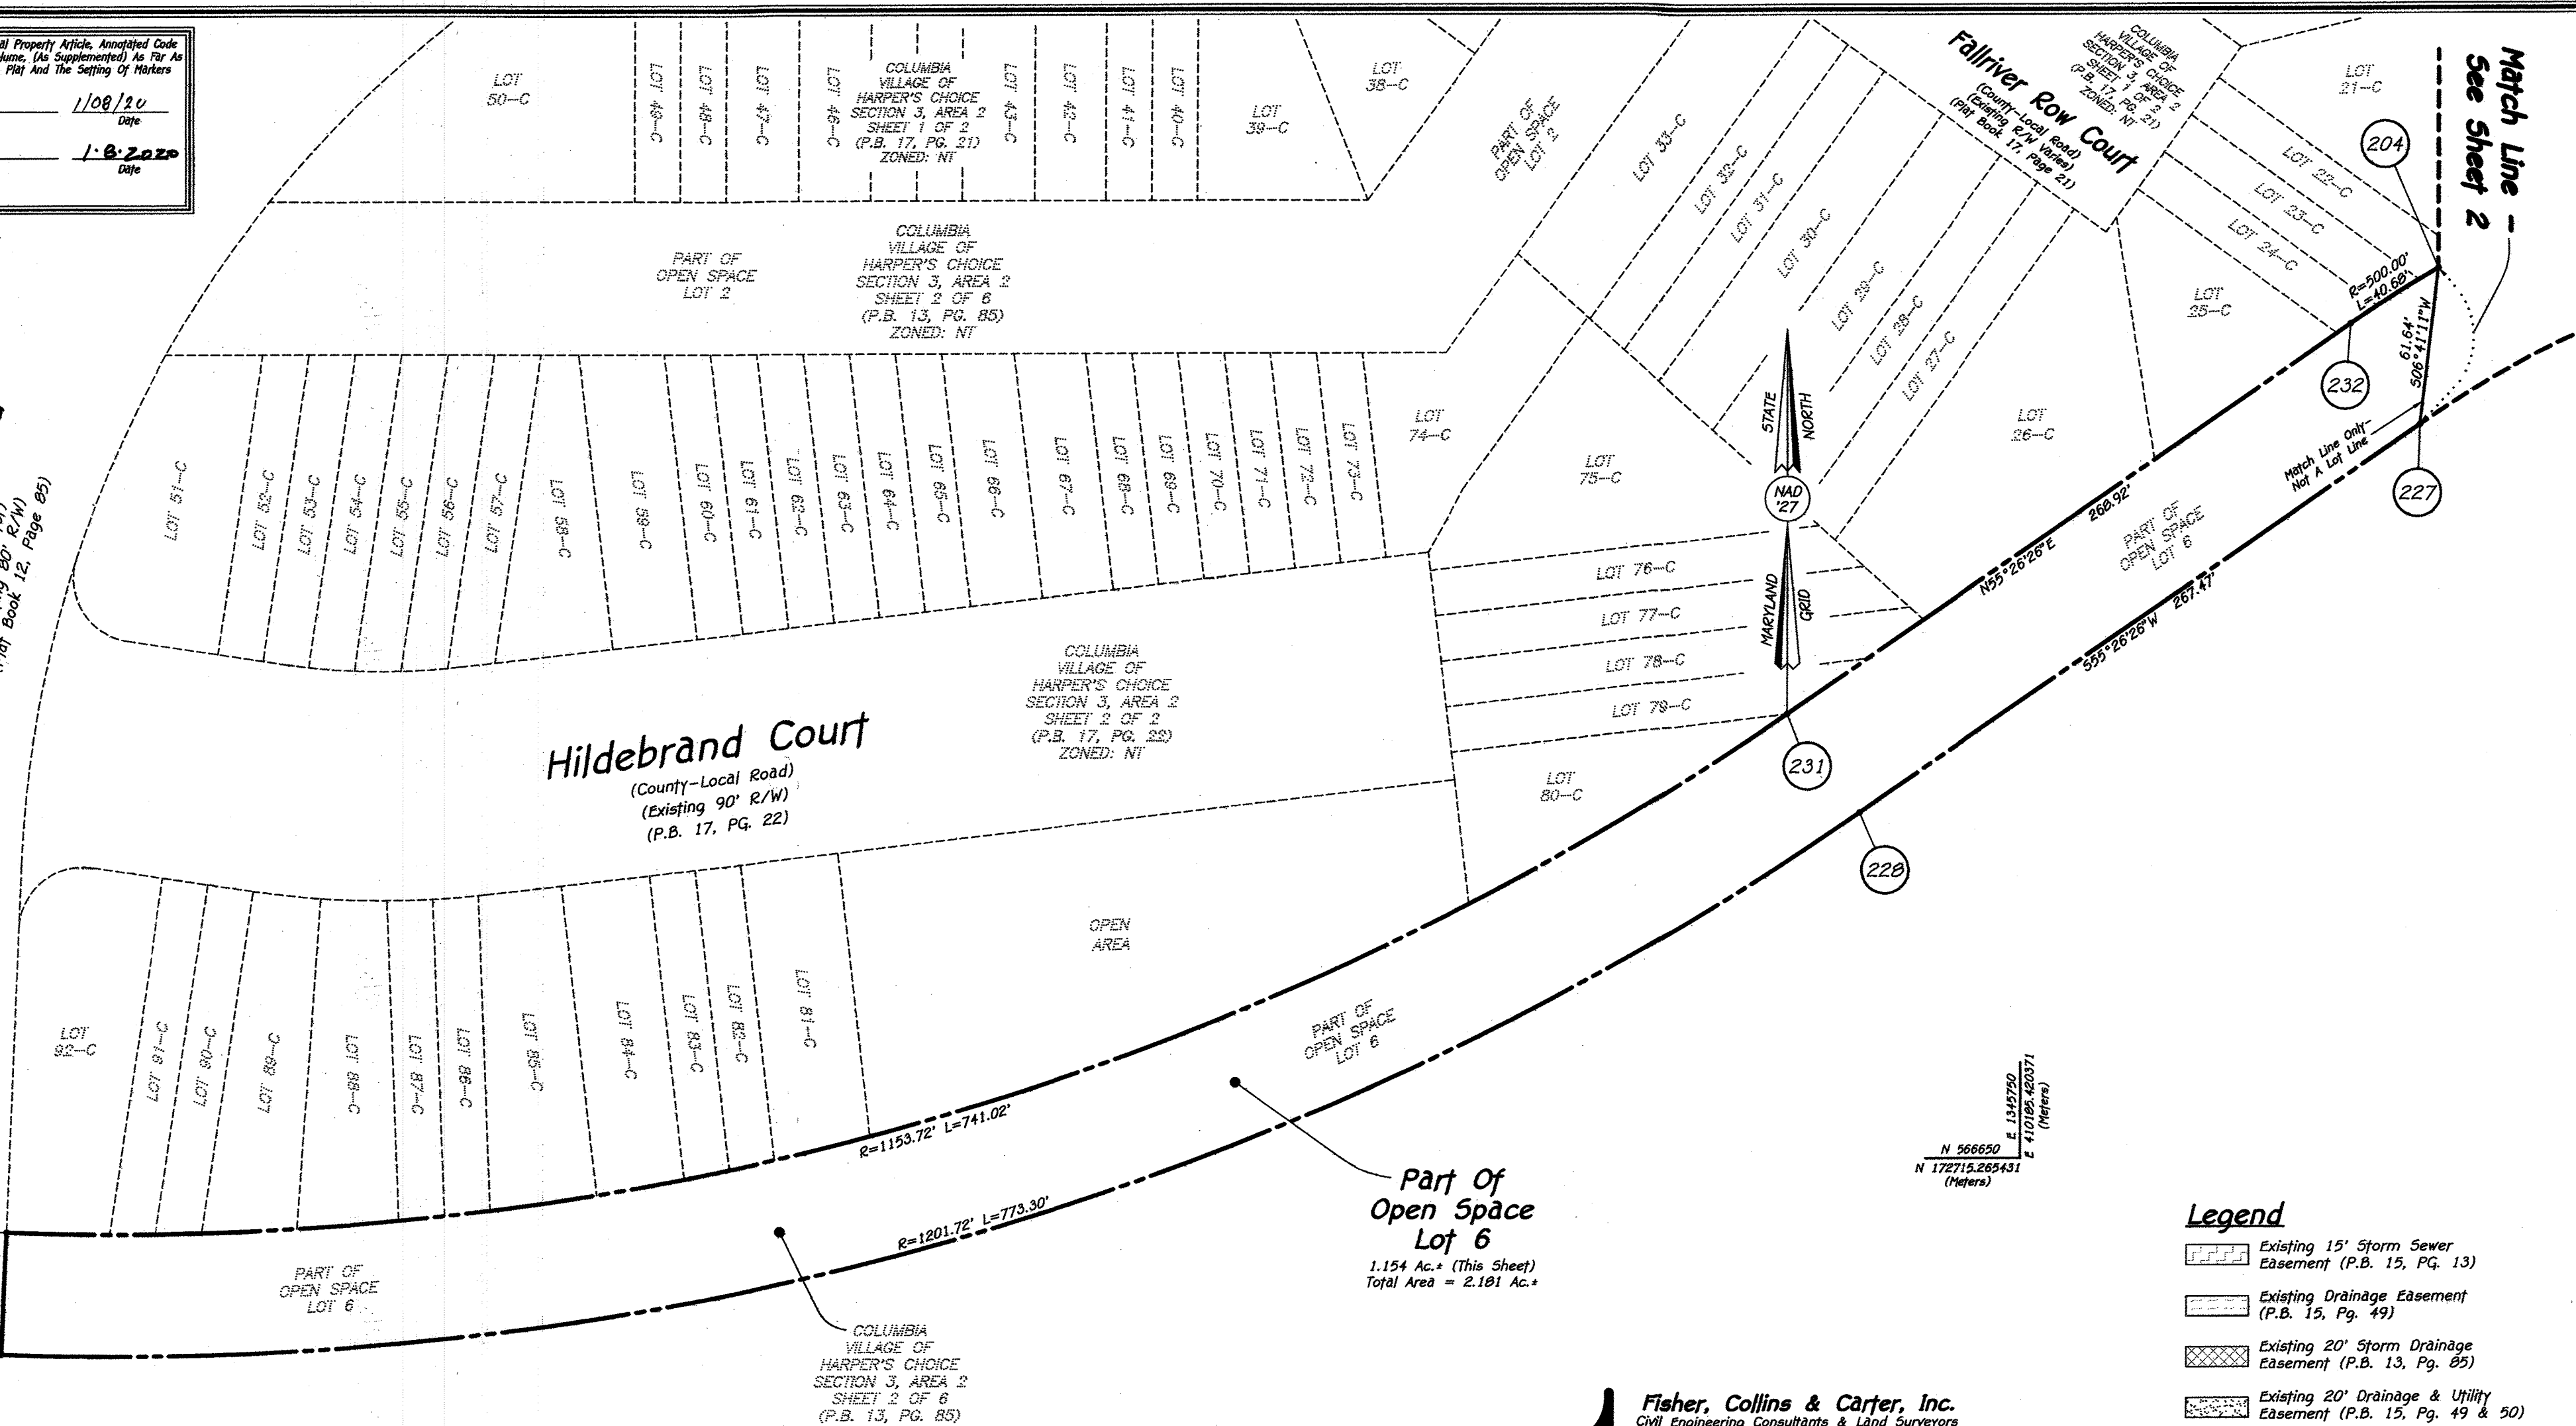 al Property Article, Annotated Code
lume, (As Supplemented) As Far As
Plat And The Setting Of Markers
1/08/20
Date
1·8·2020
Date
LOT
50-C
LOT 49-C
LOT 48-C
LOT 47-C
LOT 46-C
COLUMBIA
VILLAGE OF
HARPER'S CHOICE
SECTION 3, AREA 2
SHEET 1 OF 2
(P.B. 17, PG. 21)
ZONED: NT
LOT 43-C
LOT 42-C
LOT 41-C
LOT 40-C
LOT
39-C
LOT
38-C
PART OF
OPEN SPACE
LOT 2
LOT 33-C
LOT 32-C
LOT 31-C
LOT 30-C
LOT 29-C
LOT 28-C
LOT 27-C
Fallriver Row Court
(County-Local Road)
(Existing R/W Varies)
(Plat Book 17, Page 21)
COLUMBIA
VILLAGE OF
HARPER'S CHOICE
SECTION 3, AREA 2
SHEET 1 OF 2
(P.B. 17, PG. 21)
ZONED: NT
LOT
21-C
LOT 22-C
LOT 23-C
LOT 24-C
LOT
25-C
LOT
26-C
204
Match Line -
See Sheet 2
R=500.00'
L=40.68'
61.64'
S06°41'11"W
232
Match Line Only-
Not A Lot Line
227
PART OF
OPEN SPACE
LOT 2
COLUMBIA
VILLAGE OF
HARPER'S CHOICE
SECTION 3, AREA 2
SHEET 2 OF 6
(P.B. 13, PG. 85)
ZONED: NT
80' R/W)
Book 12, Page 85)
LOT 51-C
LOT 52-C
LOT 53-C
LOT 54-C
LOT 55-C
LOT 56-C
LOT 57-C
LOT 58-C
LOT 59-C
LOT 60-C
LOT 61-C
LOT 62-C
LOT 63-C
LOT 64-C
LOT 65-C
LOT 66-C
LOT 67-C
LOT 68-C
LOT 69-C
LOT 70-C
LOT 71-C
LOT 72-C
LOT 73-C
LOT
74-C
LOT
75-C
STATE
NORTH
NAD
'27
MARYLAND
GRID
LOT 76-C
LOT 77-C
LOT 78-C
LOT 79-C
LOT
80-C
N55°26'26"E
268.92'
PART OF
OPEN SPACE
LOT 6
S55°26'26"W
267.47'
231
228
Hildebrand Court
(County-Local Road)
(Existing 90' R/W)
(P.B. 17, PG. 22)
COLUMBIA
VILLAGE OF
HARPER'S CHOICE
SECTION 3, AREA 2
SHEET 2 OF 2
(P.B. 17, PG. 22)
ZONED: NT
OPEN
AREA
LOT
92-C
LOT 91-C
LOT 90-C
LOT 89-C
LOT 88-C
LOT 87-C
LOT 86-C
LOT 85-C
LOT 84-C
LOT 83-C
LOT 82-C
LOT 81-C
R=1153.72' L=741.02'
PART OF
OPEN SPACE
LOT 6
R=1201.72' L=773.30'
PART OF
OPEN SPACE
LOT 6
Part Of
Open Space
Lot 6
1.154 Ac.± (This Sheet)
Total Area = 2.181 Ac.±
COLUMBIA
VILLAGE OF
HARPER'S CHOICE
SECTION 3, AREA 2
SHEET 2 OF 6
(P.B. 13, PG. 85)
E 1345750
E 410185.420371
(Meters)
N 566650
N 172715.265431
(Meters)
Legend
Existing 15' Storm Sewer
Easement (P.B. 15, PG. 13)
Existing Drainage Easement
(P.B. 15, Pg. 49)
Existing 20' Storm Drainage
Easement (P.B. 13, Pg. 85)
Existing 20' Drainage & Utility
Easement (P.B. 15, Pg. 49 & 50)
Fisher, Collins & Carter, Inc.
Civil Engineering Consultants & Land Surveyors